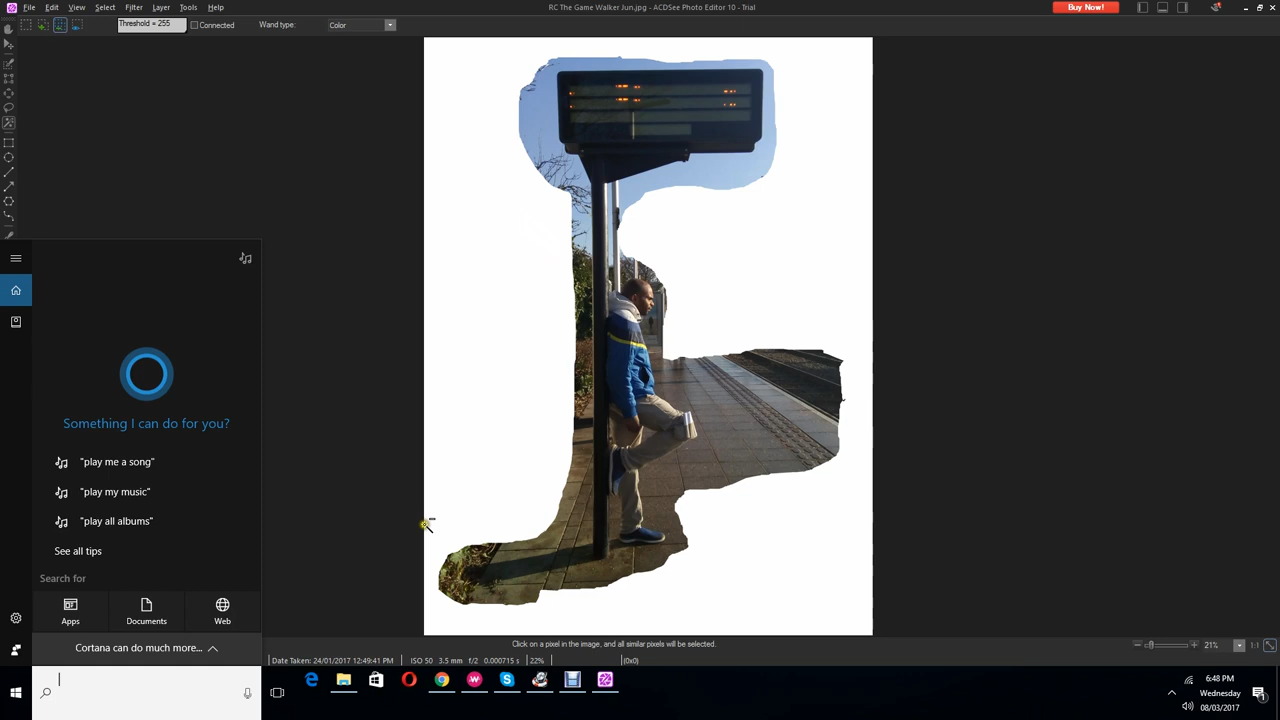 File Edit View Select Image Filter Layer Tools Help
RC The Game Walker Jun.jpg - ACDSee Photo Editor 10 - Trial
Buy Now!
Threshold = 255
Connected
Wand type:
Color
Something I can do for you?
"play me a song"
"play my music"
"play all albums"
See all tips
Search for
Apps
Documents
Web
Cortana can do much more...
Click on a pixel in the image, and all similar pixels will be selected.
21%
1:1
Date Taken: 24/01/2017 12:49:41 PM
ISO 50 3.5 mm f/2 0.000715 s
22%
(0x0)
6:48 PM
Wednesday
08/03/2017